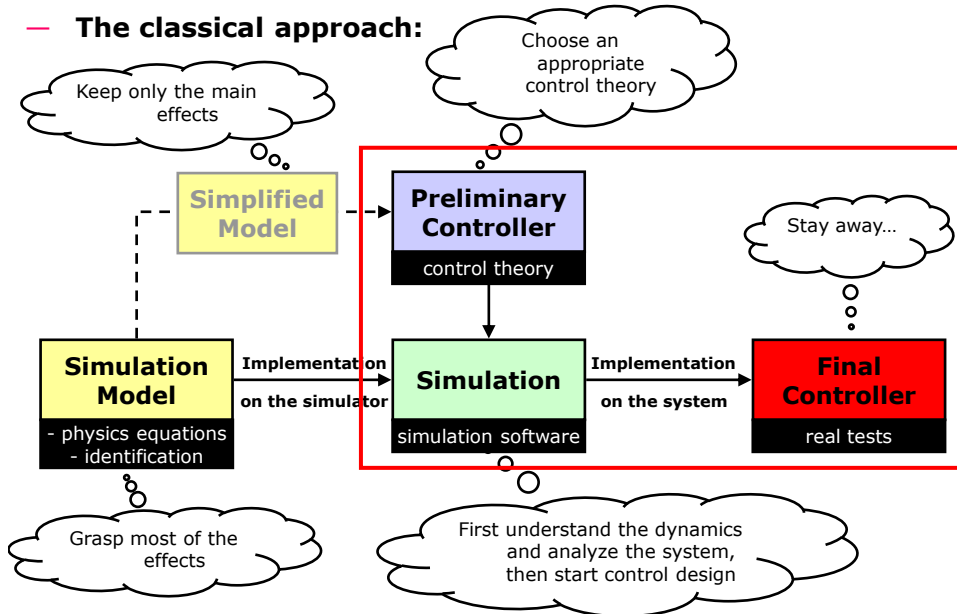 — The classical approach:
Choose an
appropriate
control theory
Keep only the main
effects
Simplified
Model
Preliminary
Controller
control theory
Stay away...
Simulation
Model
- physics equations
- identification
Implementation
on the simulator
Simulation
simulation software
Implementation
on the system
Final
Controller
real tests
Grasp most of the
effects
First understand the dynamics
and analyze the system,
then start control design